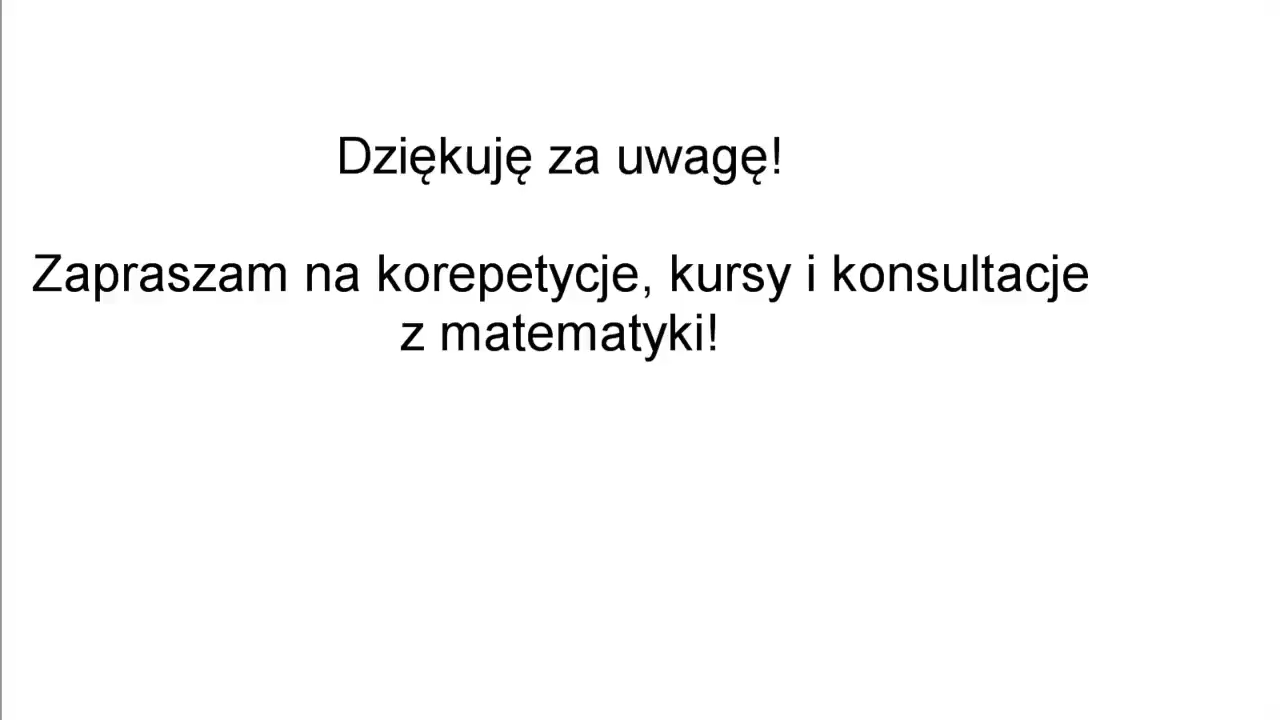 Dziękuję za uwagę!
Zapraszam na korepetycje, kursy i konsultacje
z matematyki!